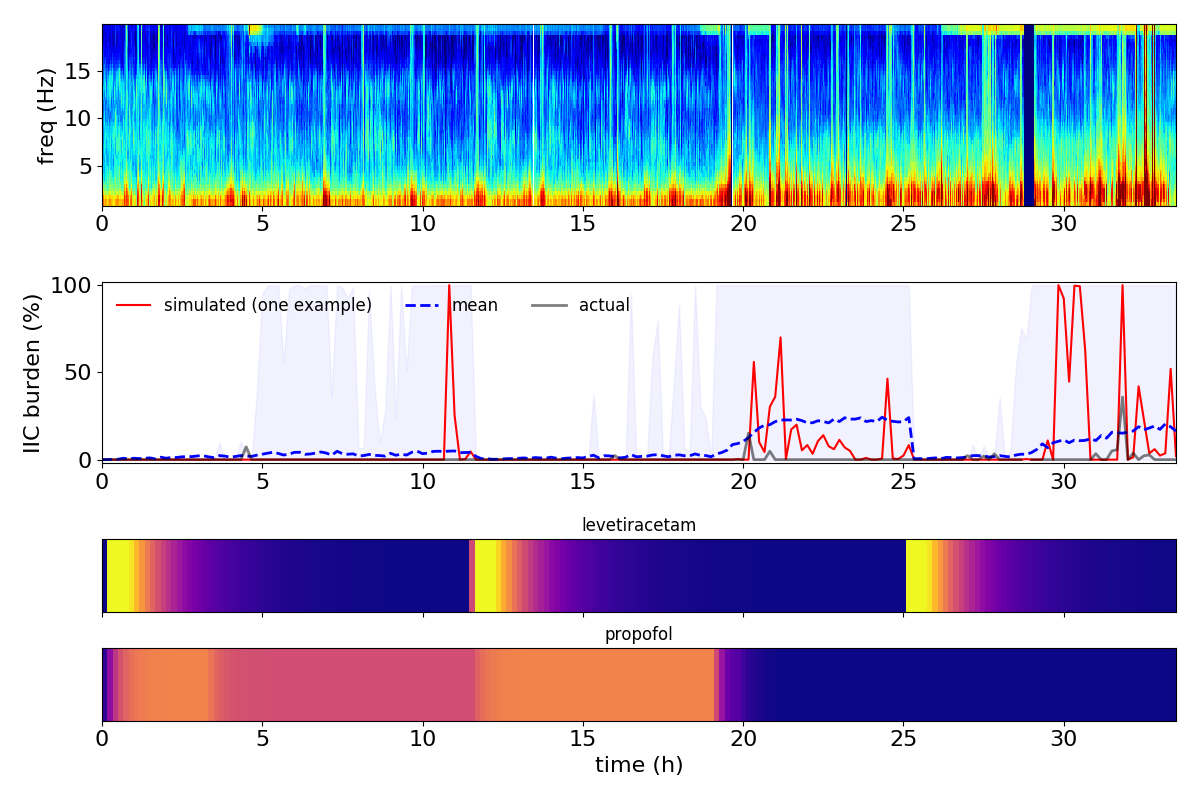 freq (Hz)
15
10
5
0 5 10 15 20 25 30
IIC burden (%)
100
50
0
simulated (one example) mean actual
0 5 10 15 20 25 30
levetiracetam
propofol
0 5 10 15 20 25 30
time (h)